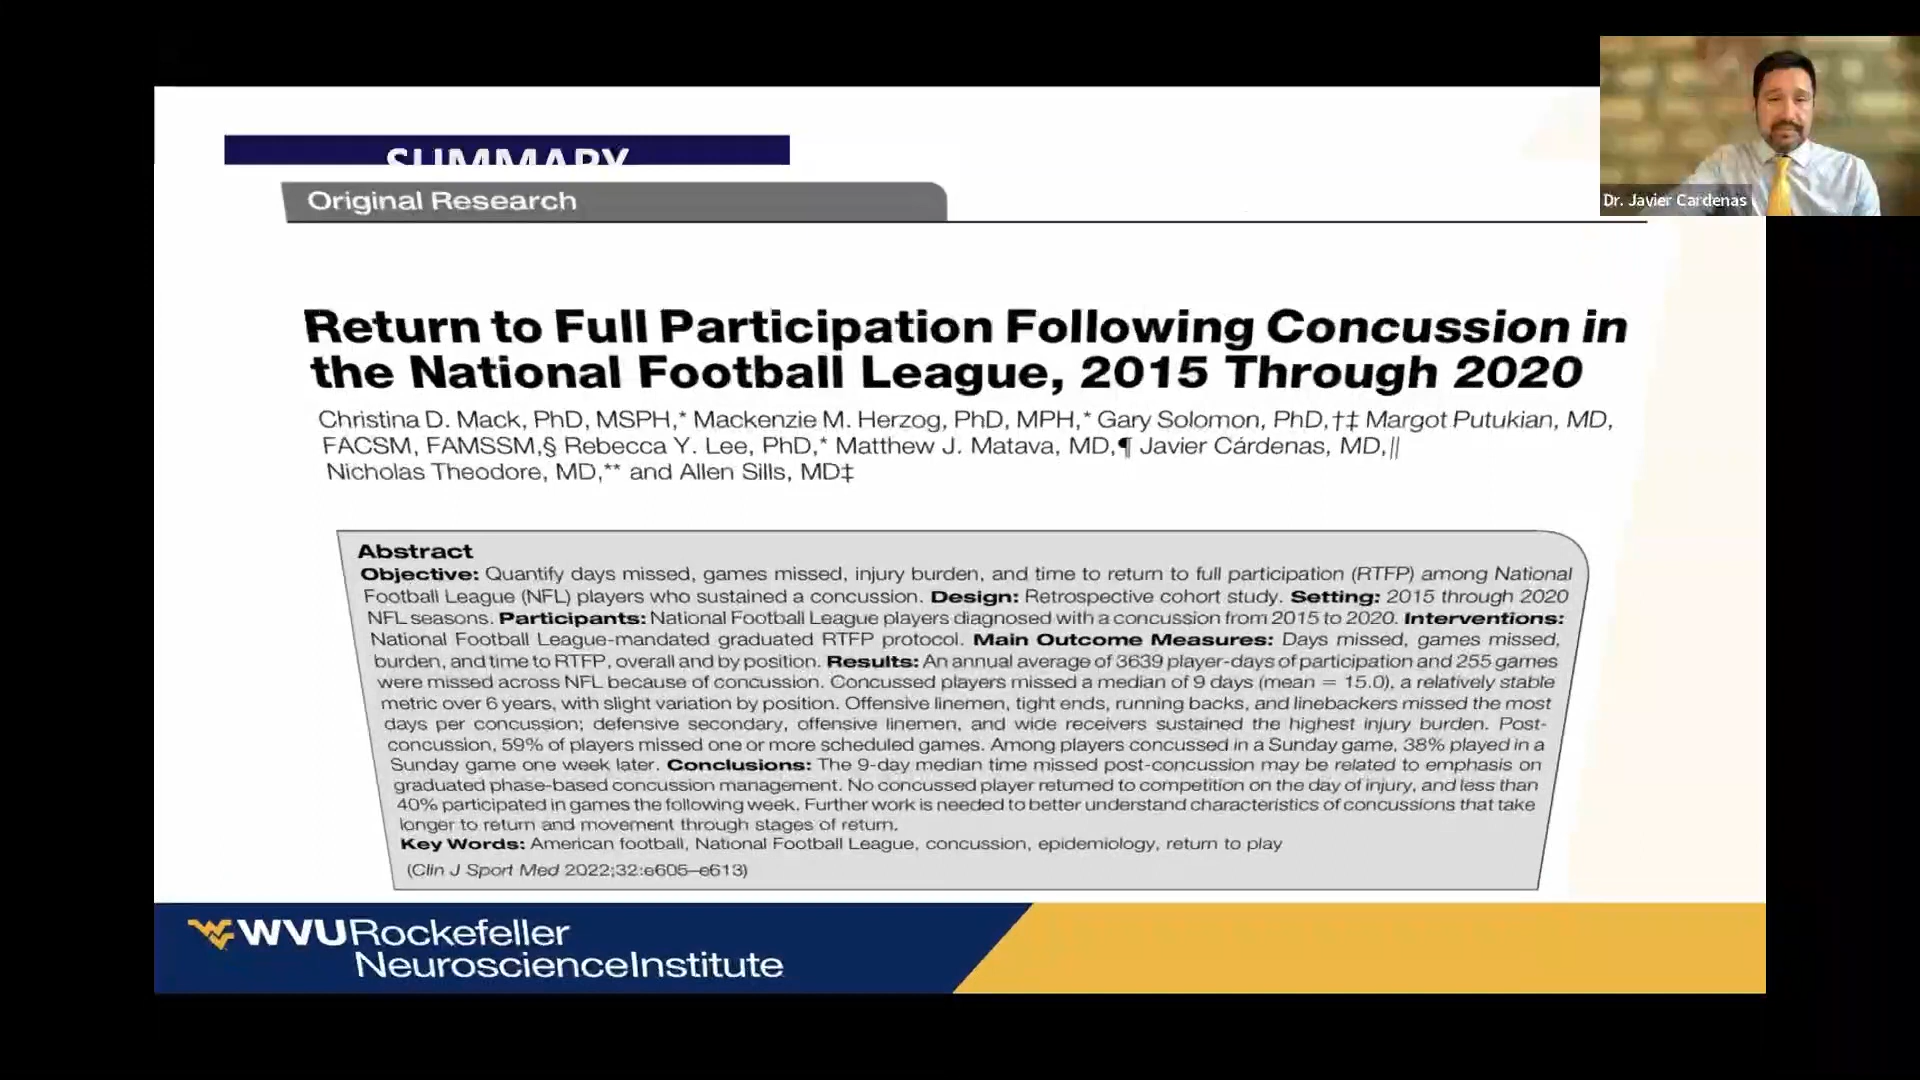 SUMMARY
Original Research
Return to Full Participation Following Concussion in
the National Football League, 2015 Through 2020
Christina D. Mack, PhD, MSPH,* Mackenzie M. Herzog, PhD, MPH,* Gary Solomon, PhD,†‡ Margot Putukian, MD,
FACSM, FAMSSM,§ Rebecca Y. Lee, PhD,* Matthew J. Matava, MD,¶ Javier Cárdenas, MD,||
Nicholas Theodore, MD,** and Allen Sills, MD‡
Abstract
Objective: Quantify days missed, games missed, injury burden, and time to return to full participation (RTFP) among National
Football League (NFL) players who sustained a concussion. Design: Retrospective cohort study. Setting: 2015 through 2020
NFL seasons. Participants: National Football League players diagnosed with a concussion from 2015 to 2020. Interventions:
National Football League-mandated graduated RTFP protocol. Main Outcome Measures: Days missed, games missed,
burden, and time to RTFP, overall and by position. Results: An annual average of 3639 player-days of participation and 255 games
were missed across NFL because of concussion. Concussed players missed a median of 9 days (mean = 15.0), a relatively stable
metric over 6 years, with slight variation by position. Offensive linemen, tight ends, running backs, and linebackers missed the most
days per concussion; defensive secondary, offensive linemen, and wide receivers sustained the highest injury burden. Post-
concussion, 59% of players missed one or more scheduled games. Among players concussed in a Sunday game, 38% played in a
Sunday game one week later. Conclusions: The 9-day median time missed post-concussion may be related to emphasis on
graduated phase-based concussion management. No concussed player returned to competition on the day of injury, and less than
40% participated in games the following week. Further work is needed to better understand characteristics of concussions that take
longer to return and movement through stages of return.
Key Words: American football, National Football League, concussion, epidemiology, return to play
(Clin J Sport Med 2022;32:e605–e613)
WVURockefeller
NeuroscienceInstitute
Dr. Javier Cardenas